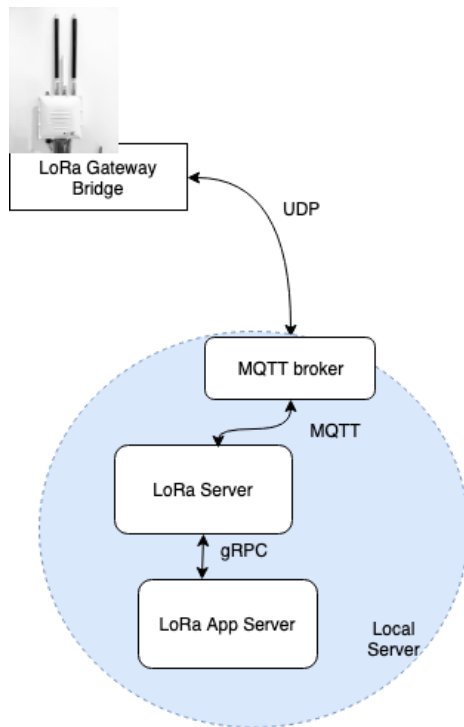 LoRa Gateway
Bridge
UDP
MQTT broker
MQTT
LoRa Server
gRPC
LoRa App Server
Local
Server